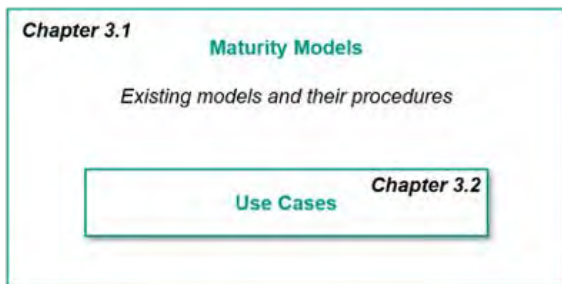 Chapter 3.1
Maturity Models
Existing models and their procedures
Chapter 3.2
Use Cases